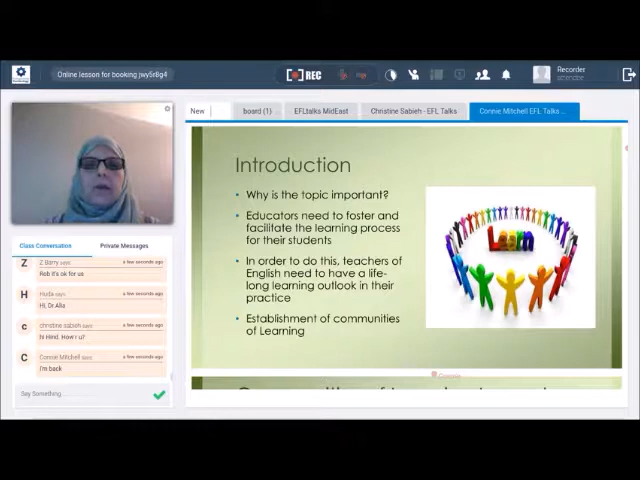 Online lesson for booking jwy5r8g4
REC
Recorder
New
board (1)
EFLtalks MidEast
Christine Sabieh - EFL Talks
Connie Mitchell EFL Talks...
Introduction
• Why is the topic important?
• Educators need to foster and
facilitate the learning process
for their students
• In order to do this, teachers of
English need to have a life-
long learning outlook in their
practice
• Establishment of communities
of Learning
Learn
Class Conversation
Private Messages
Z
Z Barry says:
a few seconds ago
Reb it's ok for us
H
Huda says:
a few seconds ago
Hi, Dr.Alia
c
christine sabieh says:
a few seconds ago
hi Hind. How r u?
C
Connie Mitchell says:
a few seconds ago
I'm back
Say Something